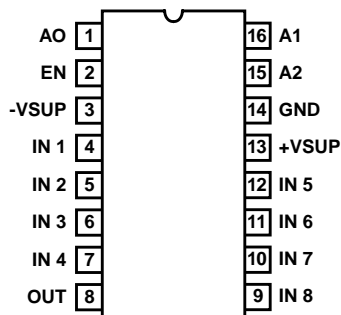 AO 1 16 A1
EN 2 15 A2
-VSUP 3 14 GND
IN 1 4 13 +VSUP
IN 2 5 12 IN 5
IN 3 6 11 IN 6
IN 4 7 10 IN 7
OUT 8 9 IN 8